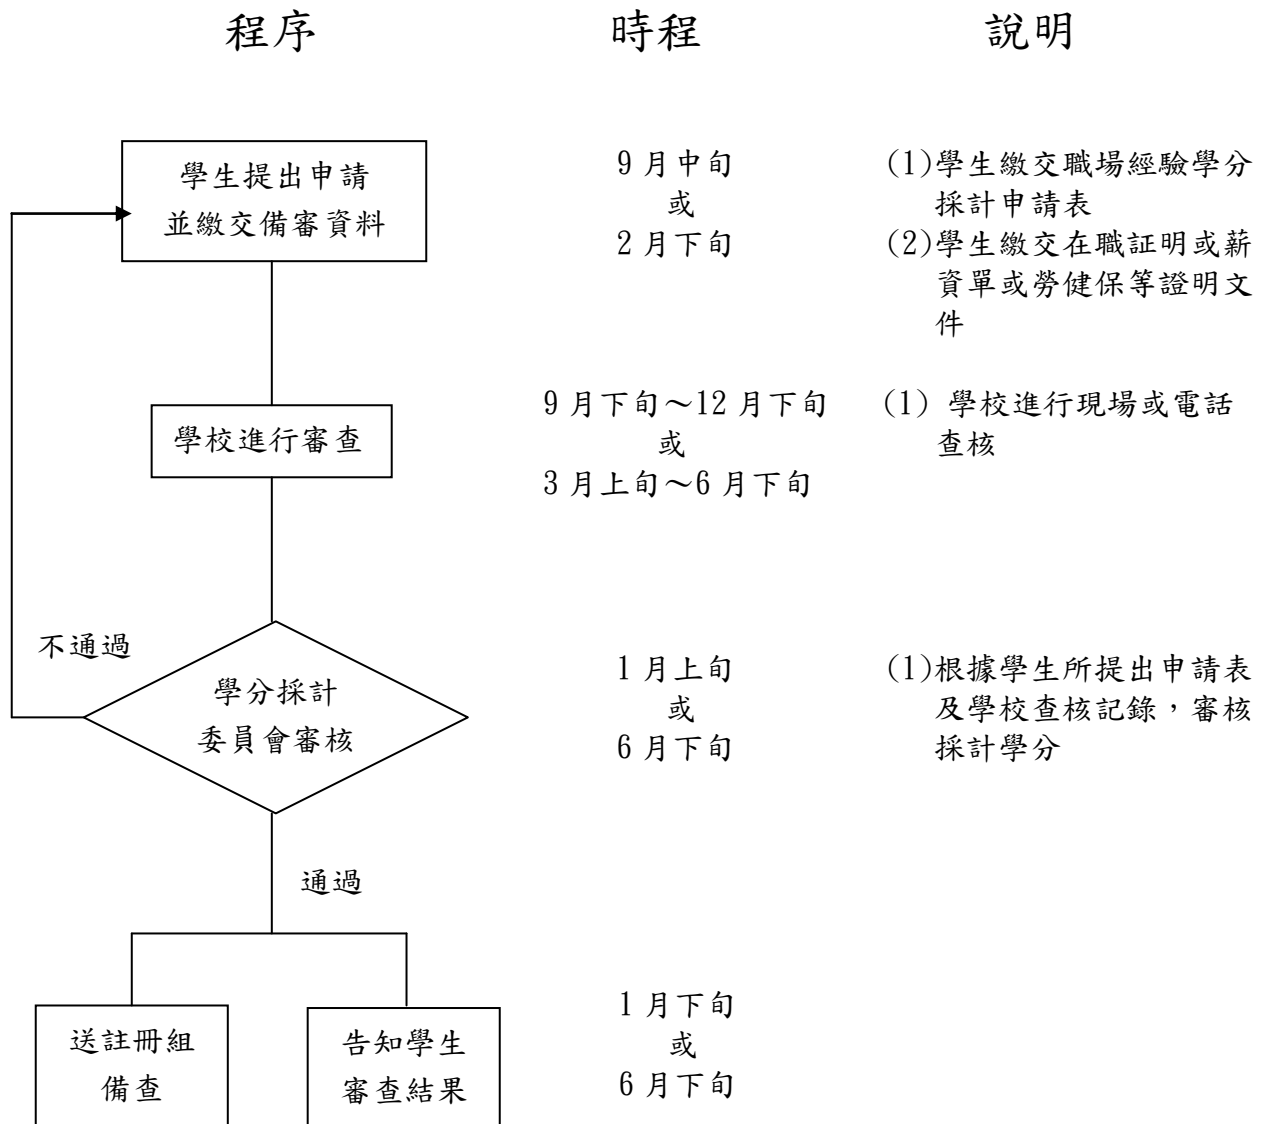 程序
時程
說明
學生提出申請
並繳交備審資料
9 月中旬
或
2 月下旬
(1)學生繳交職場經驗學分
採計申請表
(2)學生繳交在職証明或薪
資單或勞健保等證明文
件
學校進行審查
9 月下旬～12 月下旬
或
3 月上旬～6 月下旬
(1) 學校進行現場或電話
查核
不通過
學分採計
委員會審核
1 月上旬
或
6 月下旬
(1)根據學生所提出申請表
及學校查核記錄，審核
採計學分
通過
送註冊組
備查
告知學生
審查結果
1 月下旬
或
6 月下旬